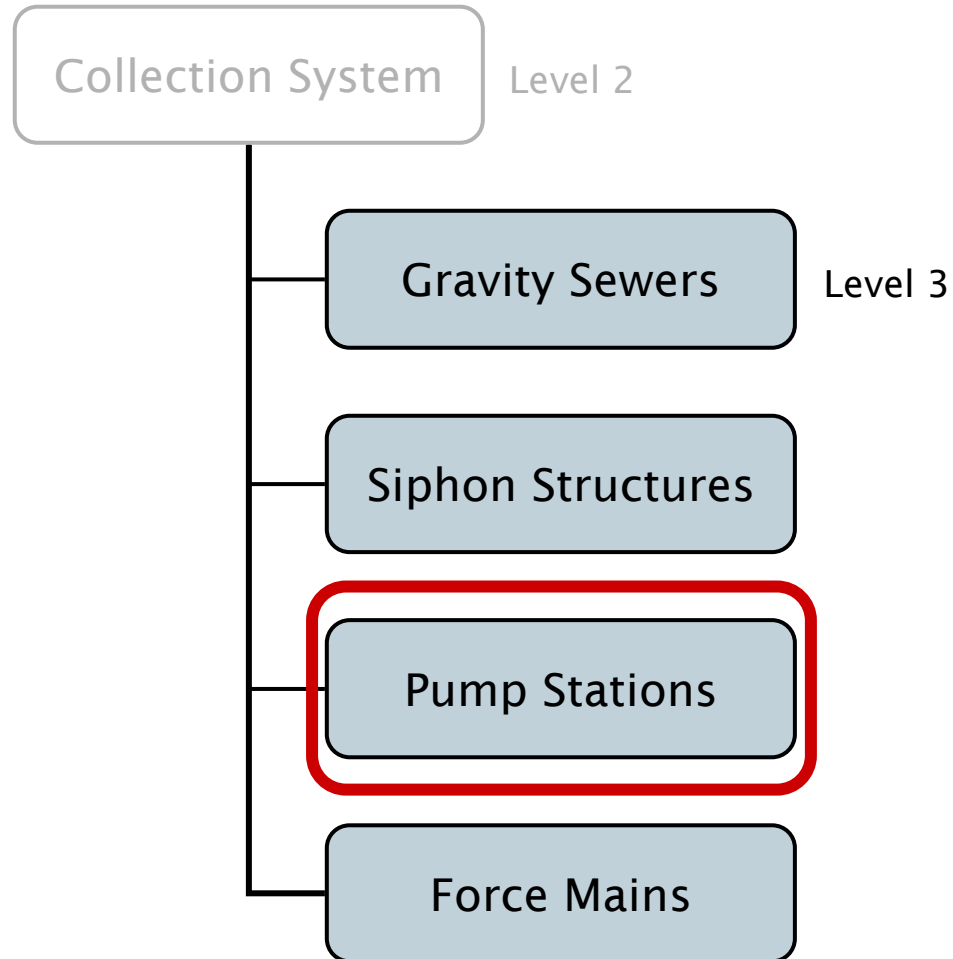 Collection System
Level 2
Gravity Sewers
Level 3
Siphon Structures
Pump Stations
Force Mains